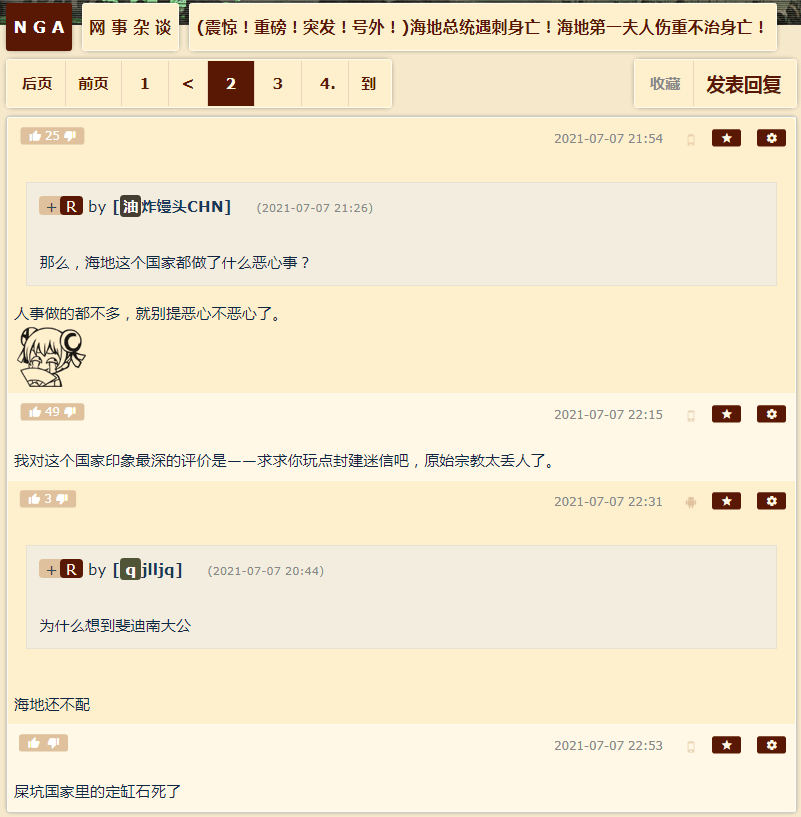 NGA 网事杂谈 (震惊！重磅！突发！号外！)海地总统遇刺身亡！海地第一夫人伤重不治身亡！
后页 前页 1 < 2 3 4. 到 收藏 发表回复
25 2021-07-07 21:54
+ R by [油炸馒头CHN] (2021-07-07 21:26)
那么，海地这个国家都做了什么恶心事？
人事做的都不多，就别提恶心不恶心了。
49 2021-07-07 22:15
我对这个国家印象最深的评价是——求求你玩点封建迷信吧，原始宗教太丢人了。
3 2021-07-07 22:31
+ R by [qjlljq] (2021-07-07 20:44)
为什么想到斐迪南大公
海地还不配
2021-07-07 22:53
屎坑国家里的定缸石死了